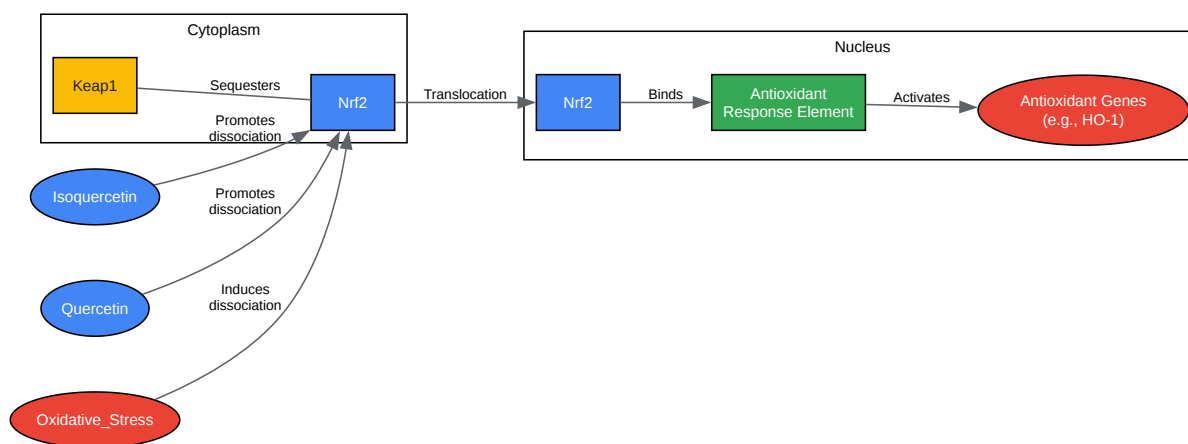 Cytoplasm
Keap1
Sequesters
Nrf2
Translocation
Nucleus
Nrf2
Binds
Antioxidant
Response Element
Activates
Antioxidant Genes
(e.g., HO-1)
Promotes
dissociation
Isoquercetin
Promotes
dissociation
Quercetin
Induces
dissociation
Oxidative_Stress